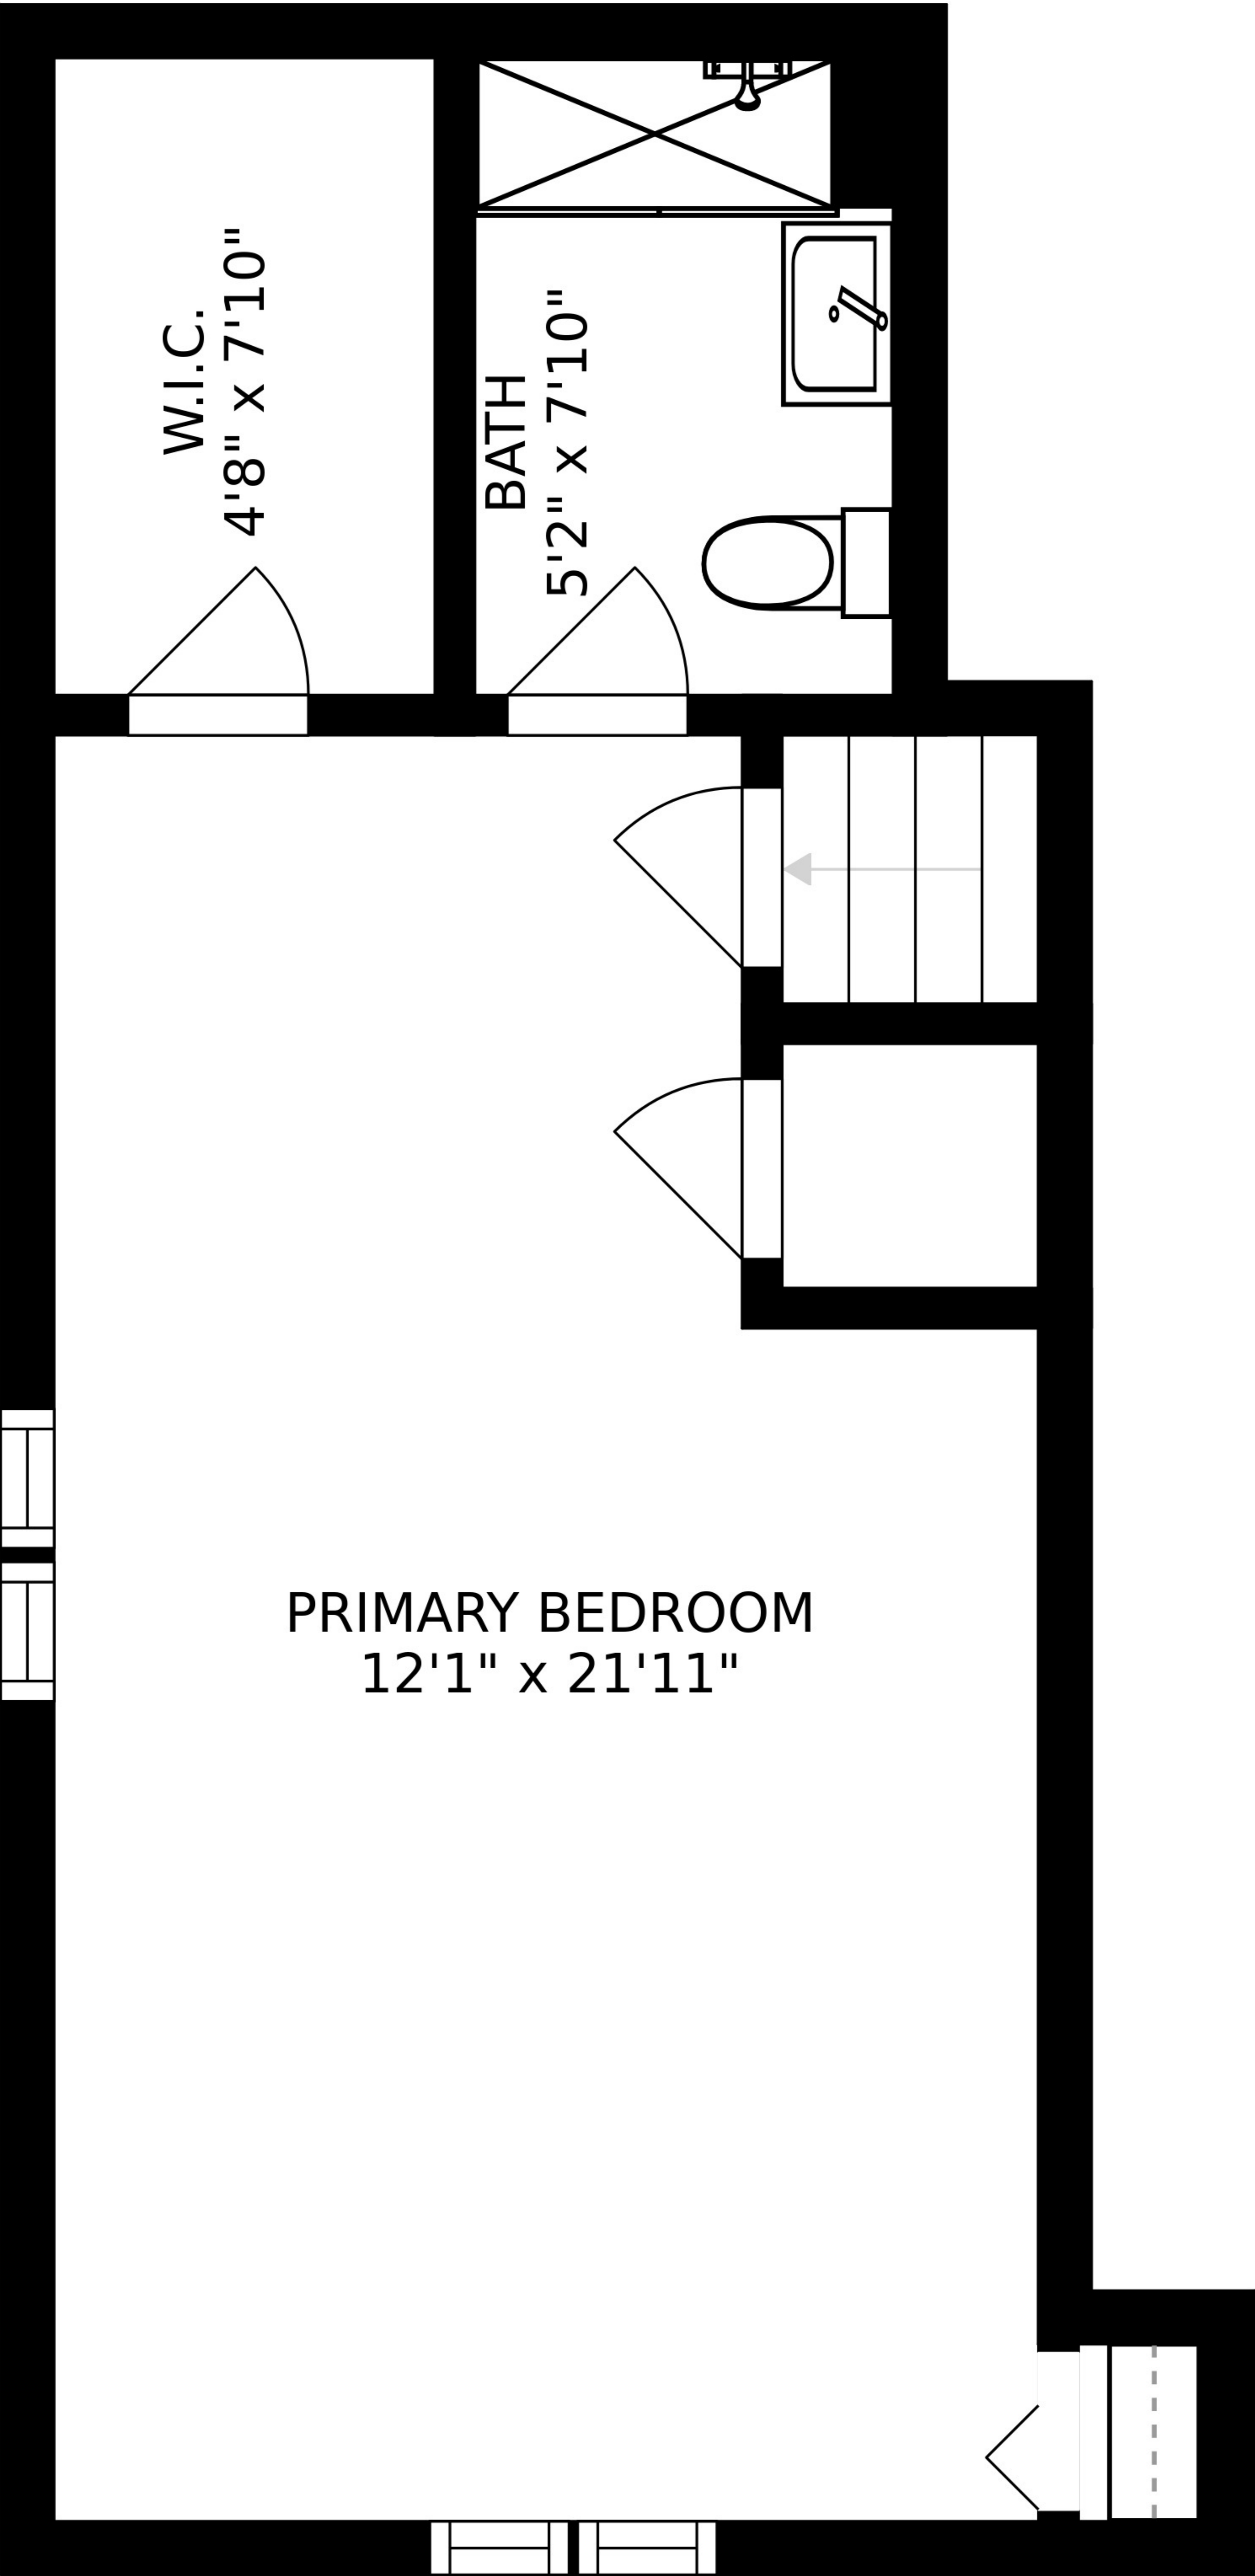 W.I.C.
4'8" x 7'10"
BATH
5'2" x 7'10"
PRIMARY BEDROOM
12'1" x 21'11"